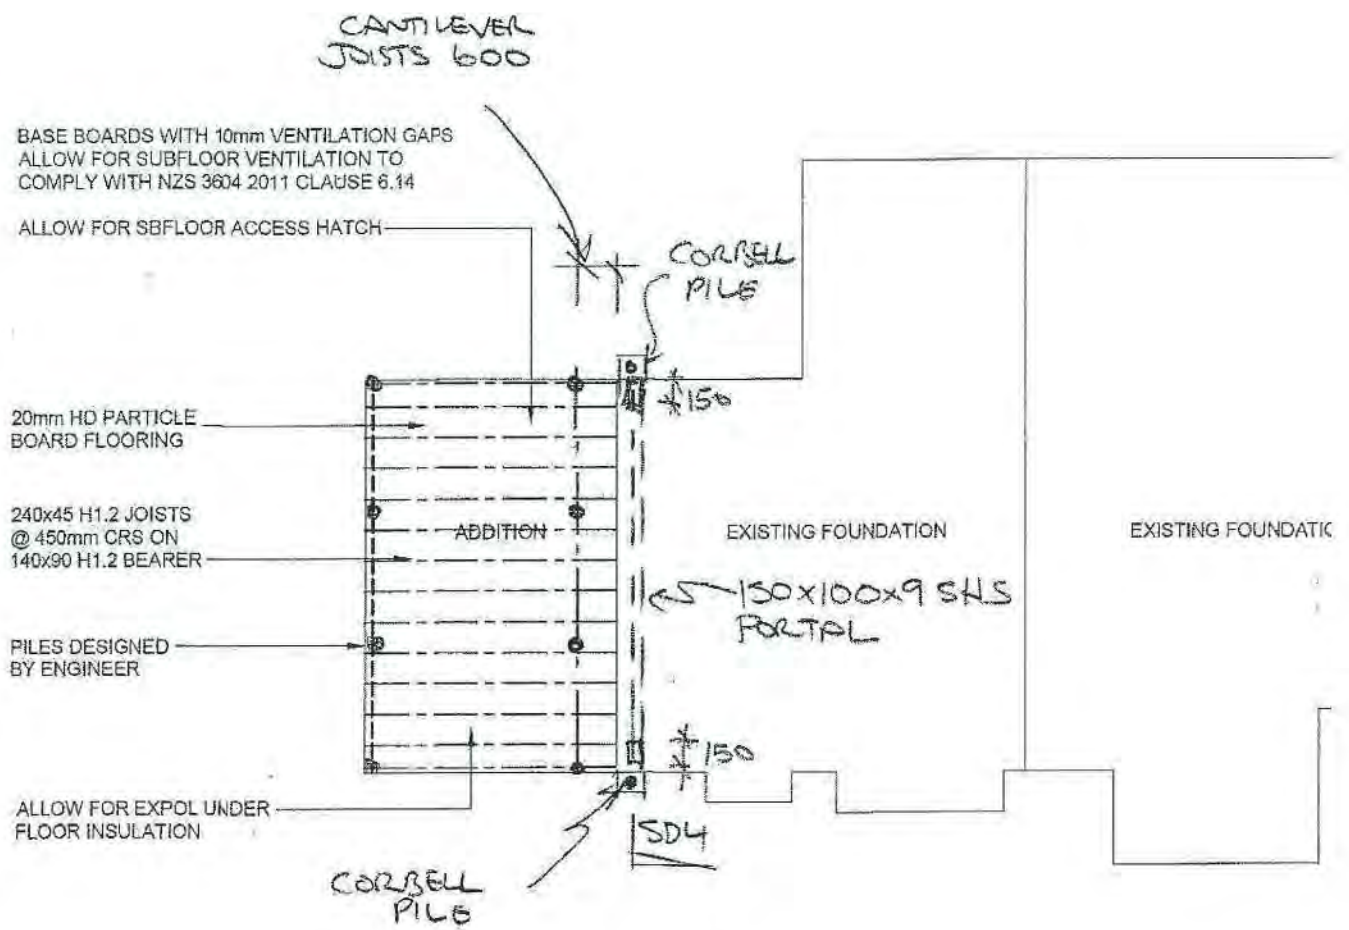 CANTILEVER
JOISTS 600
BASE BOARDS WITH 10mm VENTILATION GAPS
ALLOW FOR SUBFLOOR VENTILATION TO
COMPLY WITH NZS 3604 2011 CLAUSE 6.14
ALLOW FOR SBFLOOR ACCESS HATCH
CORBELL
PILE
150
20mm HD PARTICLE
BOARD FLOORING
240x45 H1.2 JOISTS
@ 450mm CRS ON
140x90 H1.2 BEARER
ADDITION
EXISTING FOUNDATION
EXISTING FOUNDATIO
150x100x9 SHS
PORTAL
PILES DESIGNED
BY ENGINEER
150
ALLOW FOR EXPOL UNDER
FLOOR INSULATION
SD4
CORBELL
PILE